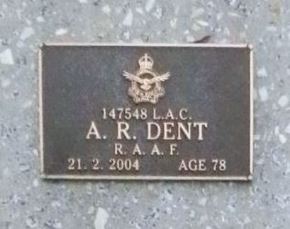 147548 L.A.C.
A. R. DENT
R. A. A. F.
21. 2. 2004 AGE 78